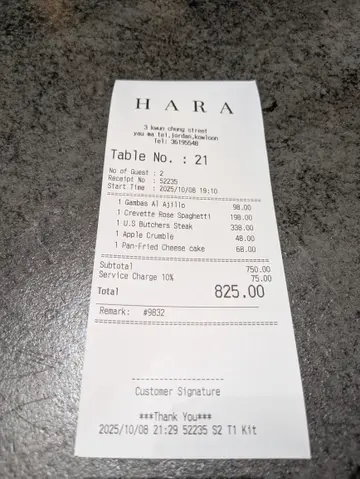 HARA
3 kwun chung street
yau ma tei,jordan,kowloon
Tel: 36195548
Table No. : 21
No of Guest : 2
Receipt No : 52235
Start Time : 2025/10/08 19:10
1 Gambas Al Ajillo 98.00
1 Crevette Rose Spaghetti 198.00
1 U.S Butchers Steak 338.00
1 Apple Crumble 48.00
1 Pan-Fried Cheese cake 68.00
Subtotal 750.00
Service Charge 10% 75.00
Total 825.00
Remark: #9832
Customer Signature
***Thank You***
2025/10/08 21:29 52235 S2 T1 Kit